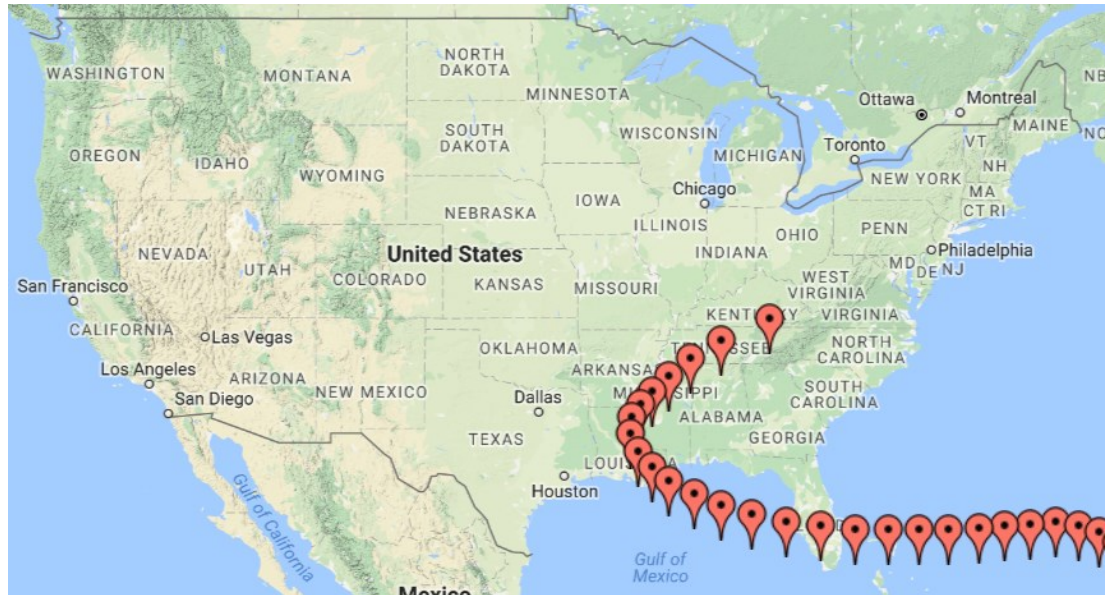 WASHINGTON
MONTANA
NORTH
DAKOTA
MINNESOTA
Ottawa
Montreal
NB
MAINE
NO
OREGON
IDAHO
SOUTH
DAKOTA
WISCONSIN
MICHIGAN
Toronto
VT
NH
WYOMING
NEW YORK
MA
CT RI
Chicago
IOWA
NEBRASKA
ILLINOIS
INDIANA
OHIO
PENN
Philadelphia
NEVADA
UTAH
COLORADO
United States
KANSAS
MISSOURI
WEST
VIRGINIA
MD
DE
NJ
San Francisco
CALIFORNIA
KENTUCKY
VIRGINIA
Las Vegas
OKLAHOMA
NORTH
CAROLINA
Los Angeles
ARIZONA
NEW MEXICO
ARKANSAS
San Diego
Dallas
SOUTH
CAROLINA
ALABAMA
TEXAS
GEORGIA
Houston
Gulf of California
Gulf of
Mexico
Mexico